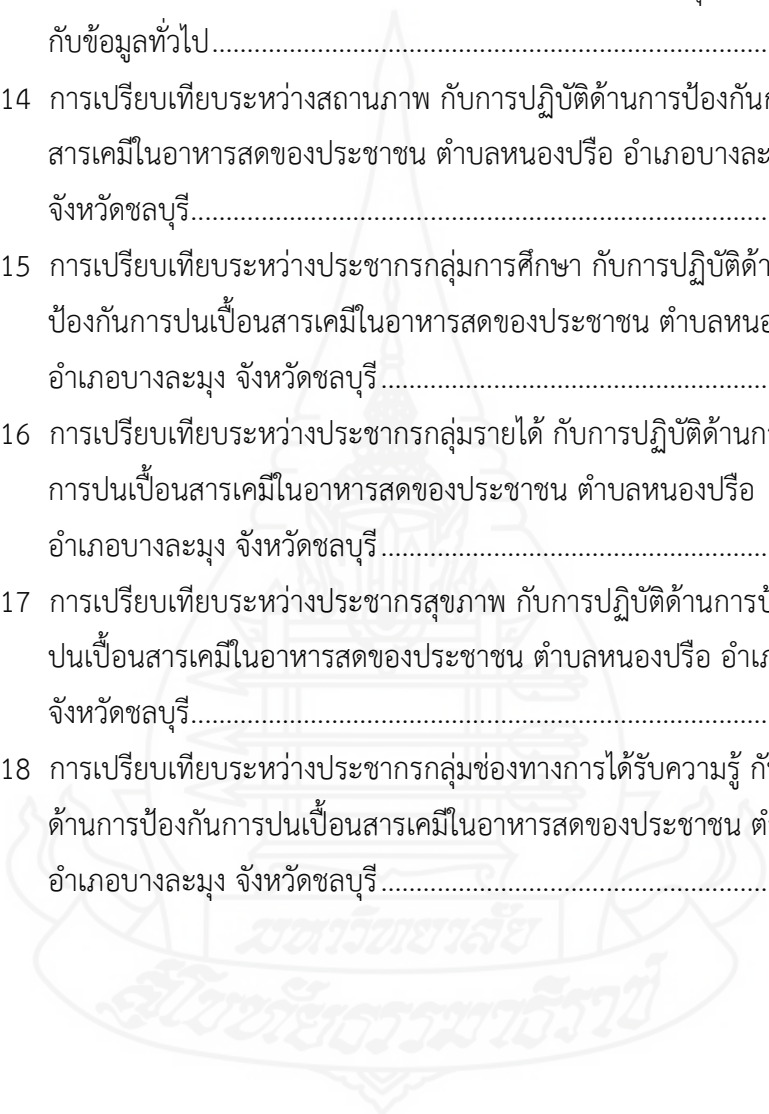 กับข้อมูลทั่วไป
14 การเปรียบเทียบระหว่างสถานภาพ กับการปฏิบัติด้านการป้องกัน
สารเคมีในอาหารสดของประชาชน ตำบลหนองปรือ อำเภอบางละ
จังหวัดชลบุรี
15 การเปรียบเทียบระหว่างประชากรกลุ่มการศึกษา กับการปฏิบัติด้า
ป้องกันการปนเปื้อนสารเคมีในอาหารสดของประชาชน ตำบลหนอ
อำเภอบางละมุง จังหวัดชลบุรี
16 การเปรียบเทียบระหว่างประชากรกลุ่มรายได้ กับการปฏิบัติด้านก
การปนเปื้อนสารเคมีในอาหารสดของประชาชน ตำบลหนองปรือ
อำเภอบางละมุง จังหวัดชลบุรี
17 การเปรียบเทียบระหว่างประชากรสุขภาพ กับการปฏิบัติด้านการป้
ปนเปื้อนสารเคมีในอาหารสดของประชาชน ตำบลหนองปรือ อำเภ
จังหวัดชลบุรี
18 การเปรียบเทียบระหว่างประชากรกลุ่มช่องทางการได้รับความรู้ กั
ด้านการป้องกันการปนเปื้อนสารเคมีในอาหารสดของประชาชน ตำ
อำเภอบางละมุง จังหวัดชลบุรี
มหาวิทยาลัย
สุโขทัยธรรมาธิราช